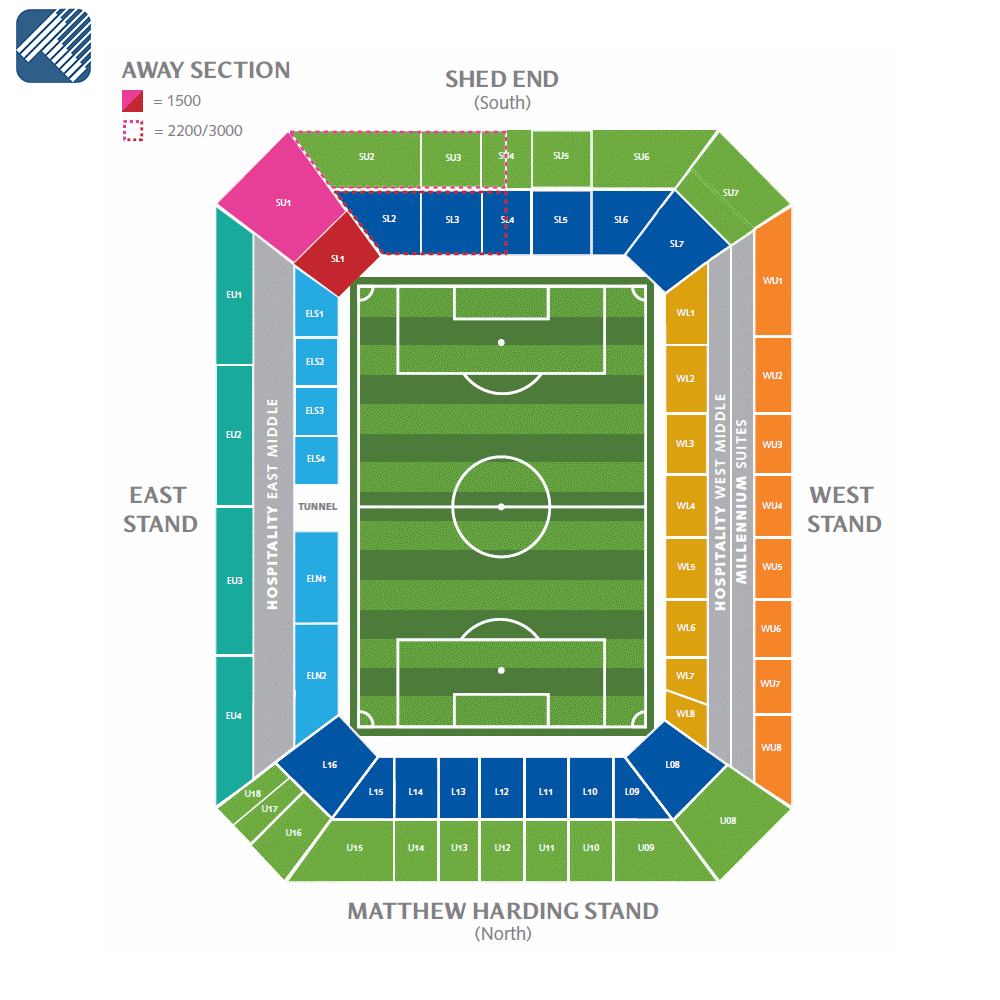 AWAY SECTION
= 1500
= 2200/3000
SHED END
(South)
SU1
SU2
SU3
SU4
SU5
SU6
SU7
SL1
SL2
SL3
SL4
SL5
SL6
SL7
EU1
EU2
EU3
EU4
HOSPITALITY EAST MIDDLE
ELS1
ELS2
ELS3
ELS4
TUNNEL
ELN1
ELN2
EAST
STAND
WL1
WL2
WL3
WL4
WL5
WL6
WL7
WL8
HOSPITALITY WEST MIDDLE
MILLENNIUM SUITES
WU1
WU2
WU3
WU4
WU5
WU6
WU7
WU8
WEST
STAND
L16
L15
L14
L13
L12
L11
L10
L09
L08
U18
U17
U16
U15
U14
U13
U12
U11
U10
U09
U08
MATTHEW HARDING STAND
(North)